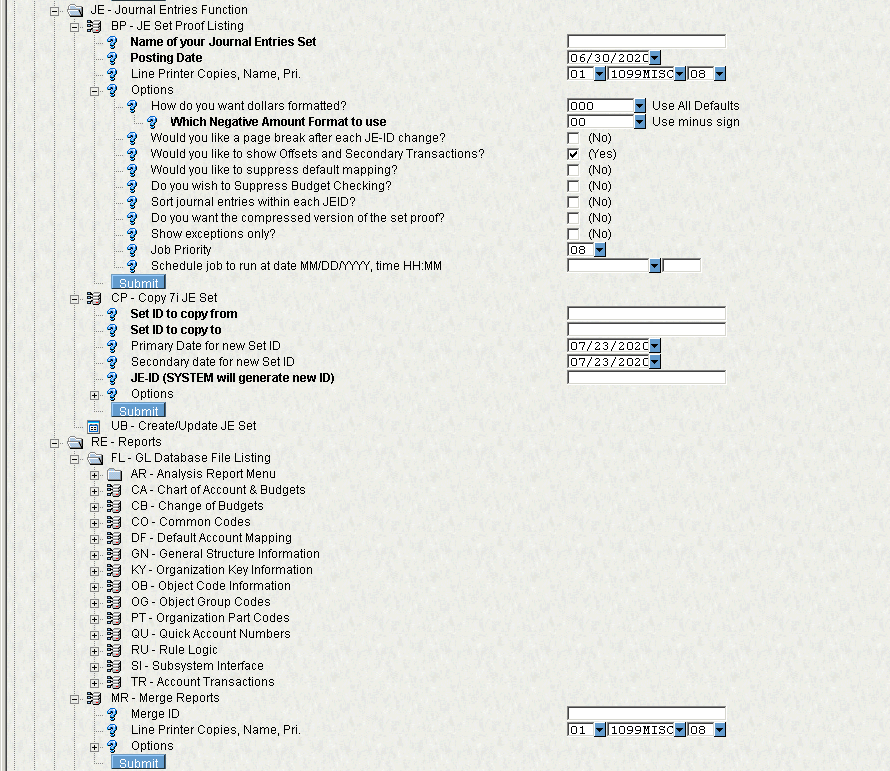 JE - Journal Entries Function
BP - JE Set Proof Listing
Name of your Journal Entries Set
Posting Date 06/30/202
Line Printer Copies, Name, Pri. 01 1099MISC 08
Options
How do you want dollars formatted? 000 Use All Defaults
Which Negative Amount Format to use 00 Use minus sign
Would you like a page break after each JE-ID change? (No)
Would you like to show Offsets and Secondary Transactions? (Yes)
Would you like to suppress default mapping? (No)
Do you wish to Suppress Budget Checking? (No)
Sort journal entries within each JEID? (No)
Do you want the compressed version of the set proof? (No)
Show exceptions only? (No)
Job Priority 08
Schedule job to run at date MM/DD/YYYY, time HH:MM
Submit
CP - Copy 7i JE Set
Set ID to copy from
Set ID to copy to
Primary Date for new Set ID 07/23/202
Secondary date for new Set ID 07/23/202
JE-ID (SYSTEM will generate new ID)
Options
Submit
UB - Create/Update JE Set
RE - Reports
FL - GL Database File Listing
AR - Analysis Report Menu
CA - Chart of Account & Budgets
CB - Change of Budgets
CO - Common Codes
DF - Default Account Mapping
GN - General Structure Information
KY - Organization Key Information
OB - Object Code Information
OG - Object Group Codes
PT - Organization Part Codes
QU - Quick Account Numbers
RU - Rule Logic
SI - Subsystem Interface
TR - Account Transactions
MR - Merge Reports
Merge ID
Line Printer Copies, Name, Pri. 01 1099MISC 08
Options
Submit